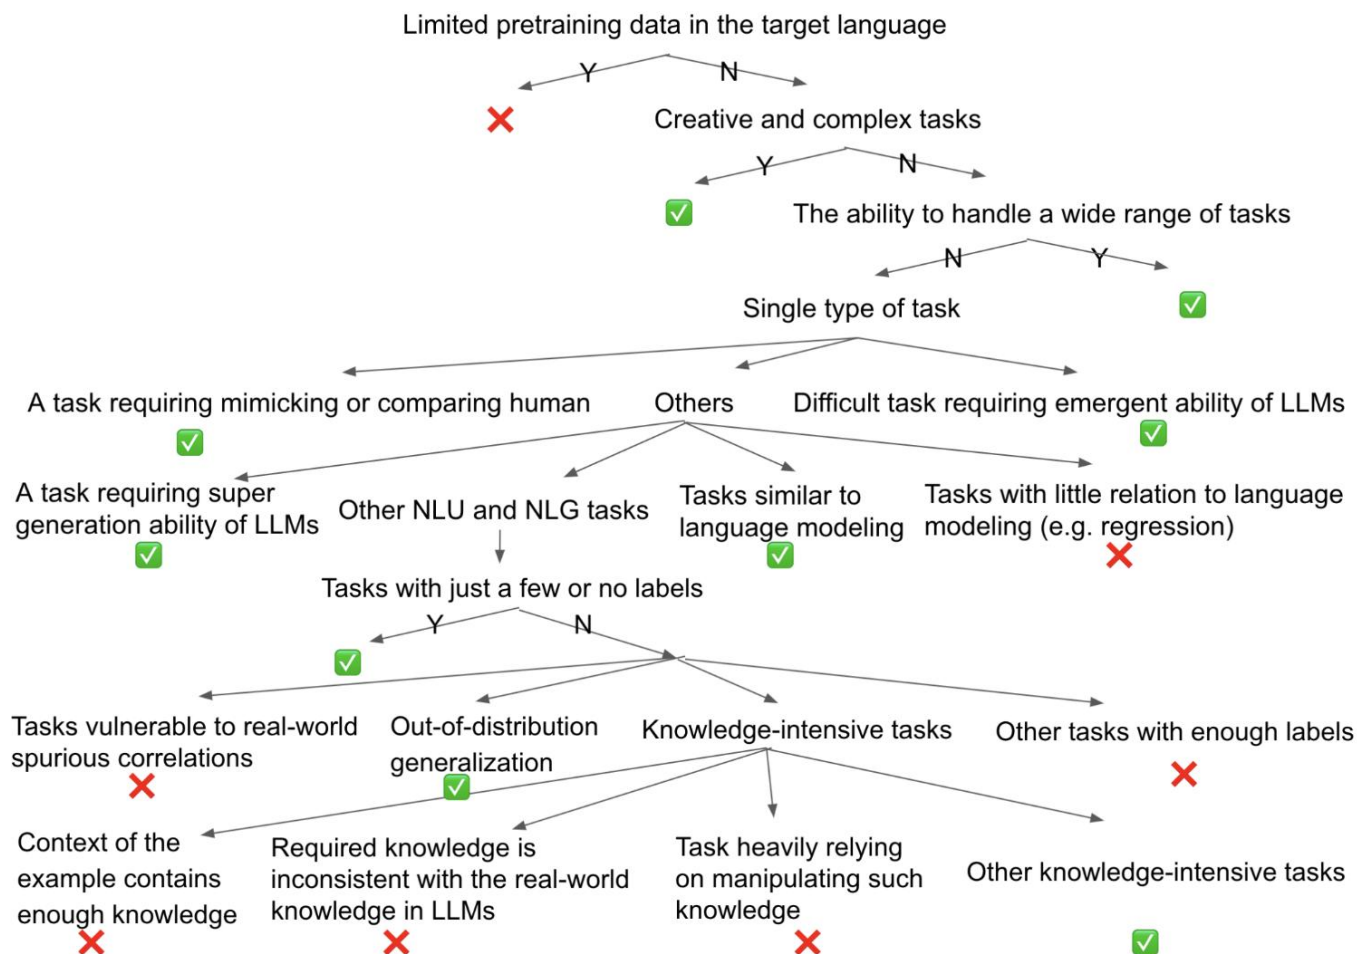 Limited pretraining data in the target language
Y
N
Creative and complex tasks
Y
N
The ability to handle a wide range of tasks
N
Y
Single type of task
A task requiring mimicking or comparing human
Others
Difficult task requiring emergent ability of LLMs
A task requiring super
generation ability of LLMs
Other NLU and NLG tasks
Tasks similar to
language modeling
Tasks with little relation to language
modeling (e.g. regression)
Tasks with just a few or no labels
Y
N
Tasks vulnerable to real-world
spurious correlations
Out-of-distribution
generalization
Knowledge-intensive tasks
Other tasks with enough labels
Context of the
example contains
enough knowledge
Required knowledge is
inconsistent with the real-world
knowledge in LLMs
Task heavily relying
on manipulating such
knowledge
Other knowledge-intensive tasks